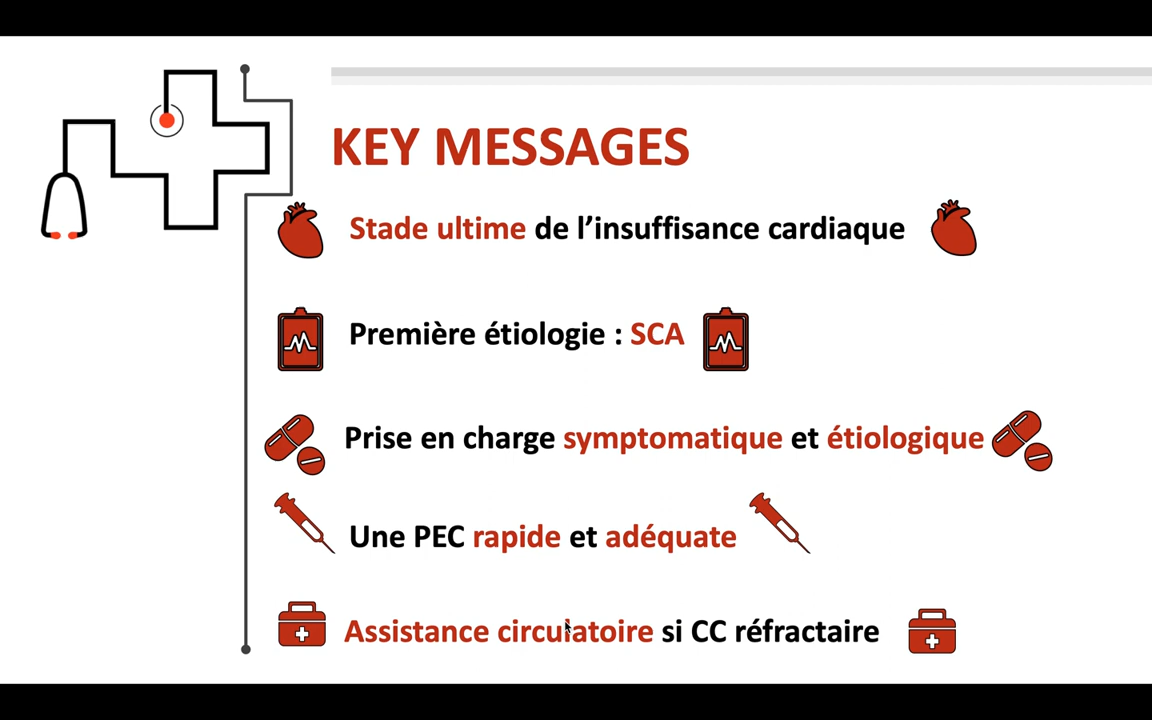 KEY MESSAGES
Stade ultime de l’insuffisance cardiaque
Première étiologie : SCA
Prise en charge symptomatique et étiologique
Une PEC rapide et adéquate
Assistance circulatoire si CC réfractaire